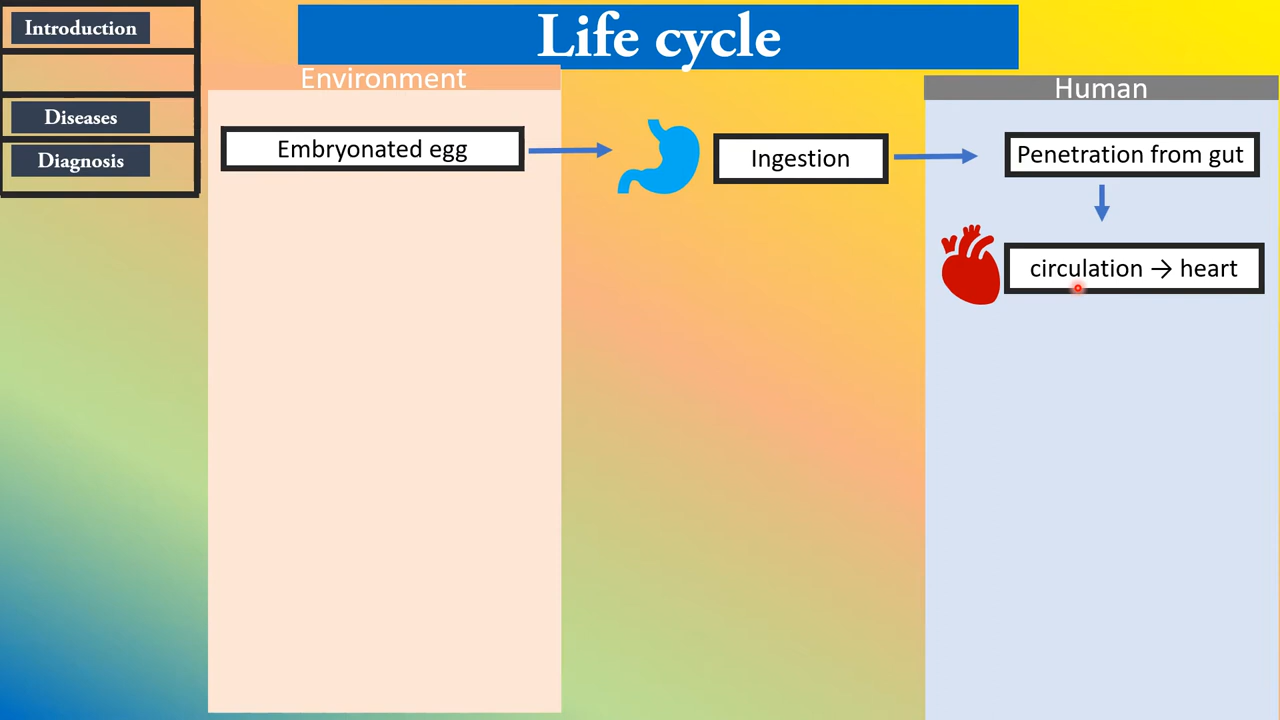 Introduction
Diseases
Diagnosis
Life cycle
Environment
Embryonated egg
Ingestion
Human
Penetration from gut
circulation → heart